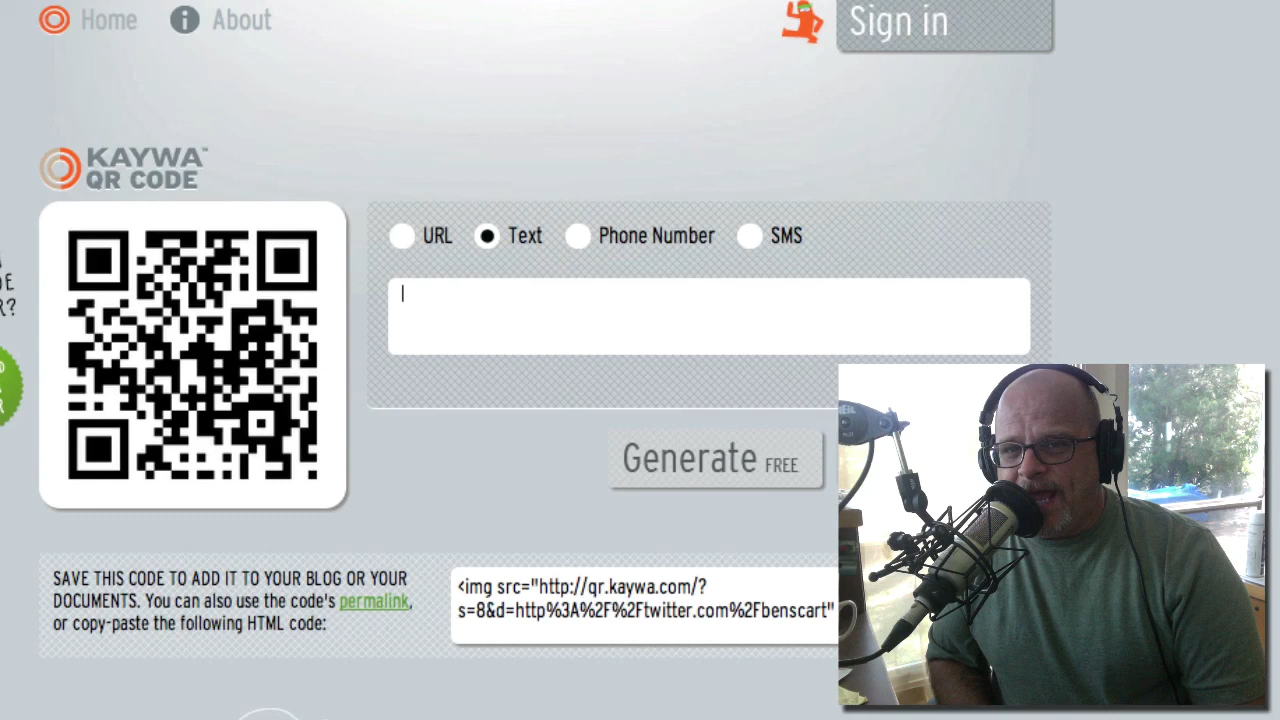 Home About
Sign in
KAYWA™
QR CODE
URL Text Phone Number SMS
Generate FREE
SAVE THIS CODE TO ADD IT TO YOUR BLOG OR YOUR
DOCUMENTS. You can also use the code's permalink,
or copy-paste the following HTML code:
<img src="http://qr.kaywa.com/?
s=8&d=http%3A%2F%2Ftwitter.com%2Fbenscart"